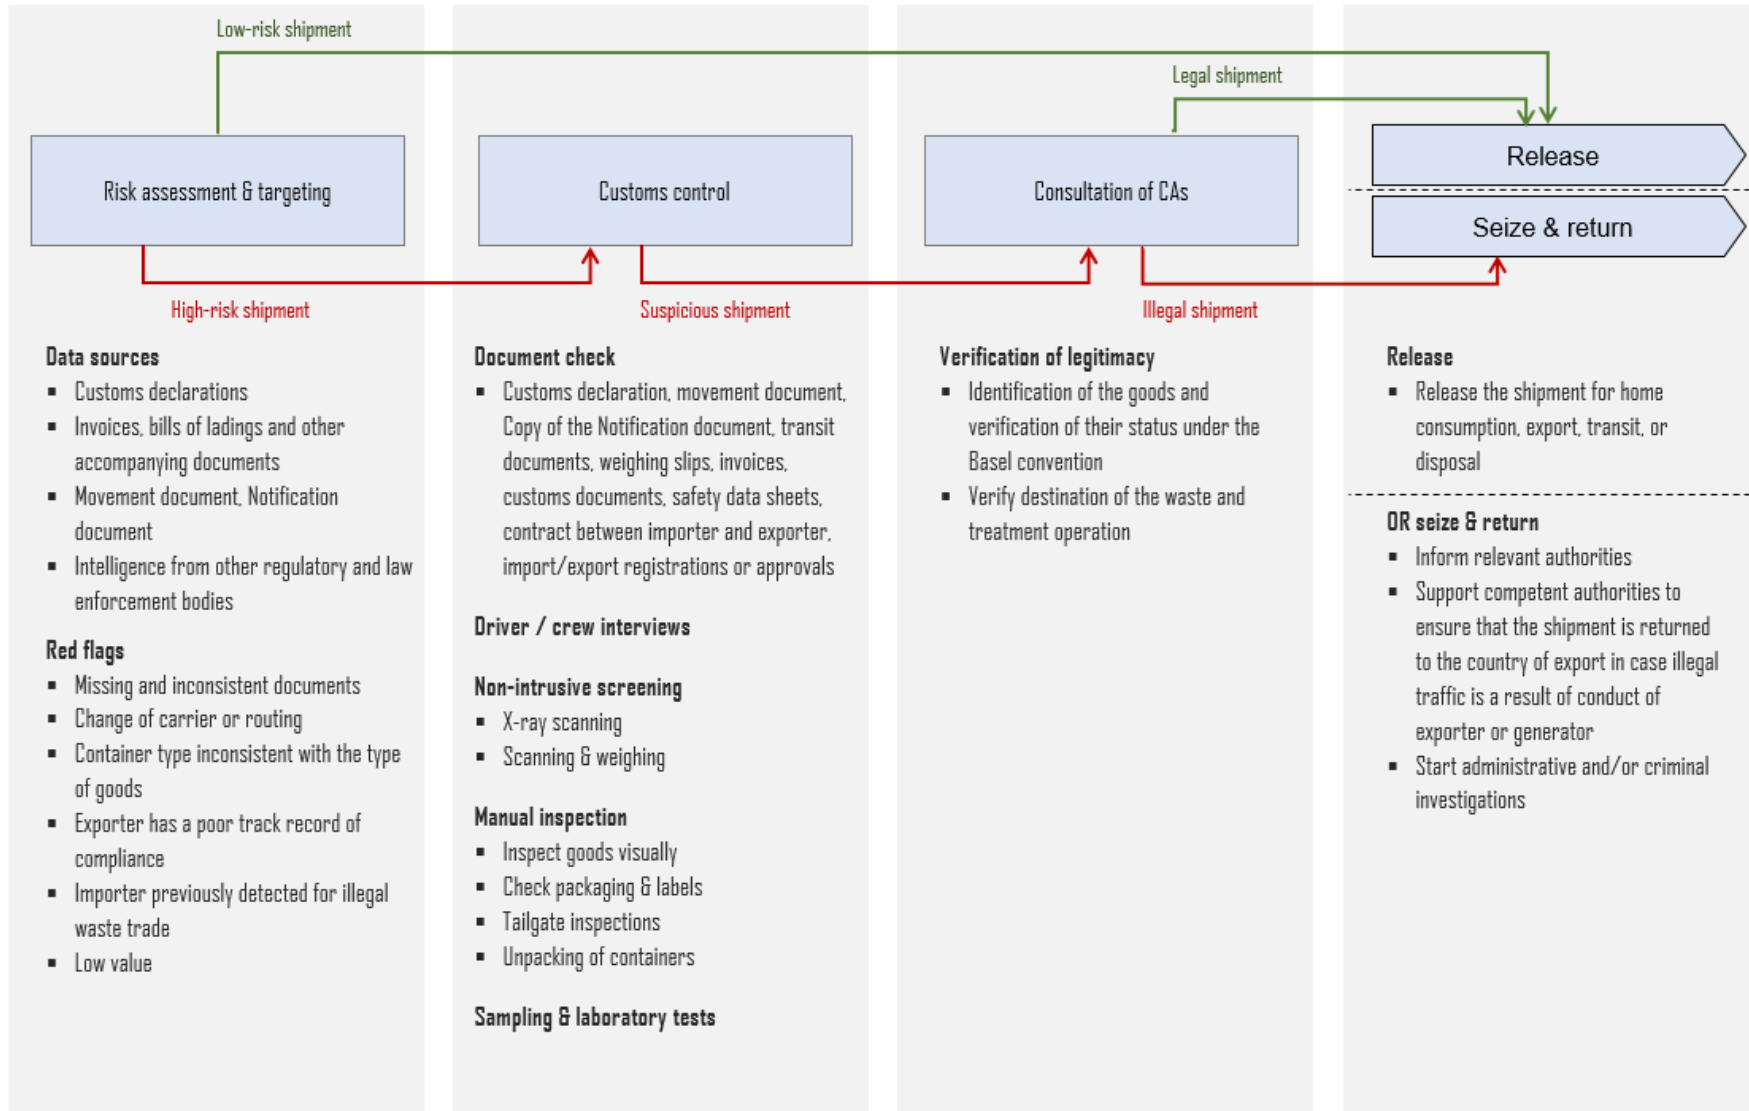 Low-risk shipment
Legal shipment
Risk assessment & targeting
Customs control
Consultation of CAs
Release
Seize & return
High-risk shipment
Suspicious shipment
Illegal shipment
Data sources
▪ Customs declarations
▪ Invoices, bills of ladings and other
accompanying documents
▪ Movement document, Notification
document
▪ Intelligence from other regulatory and law
enforcement bodies
Red flags
▪ Missing and inconsistent documents
▪ Change of carrier or routing
▪ Container type inconsistent with the type
of goods
▪ Exporter has a poor track record of
compliance
▪ Importer previously detected for illegal
waste trade
▪ Low value
Document check
▪ Customs declaration, movement document,
Copy of the Notification document, transit
documents, weighing slips, invoices,
customs documents, safety data sheets,
contract between importer and exporter,
import/export registrations or approvals
Driver / crew interviews
Non-intrusive screening
▪ X-ray scanning
▪ Scanning & weighing
Manual inspection
▪ Inspect goods visually
▪ Check packaging & labels
▪ Tailgate inspections
▪ Unpacking of containers
Sampling & laboratory tests
Verification of legitimacy
▪ Identification of the goods and
verification of their status under the
Basel convention
▪ Verify destination of the waste and
treatment operation
Release
▪ Release the shipment for home
consumption, export, transit, or
disposal
OR seize & return
▪ Inform relevant authorities
▪ Support competent authorities to
ensure that the shipment is returned
to the country of export in case illegal
traffic is a result of conduct of
exporter or generator
▪ Start administrative and/or criminal
investigations